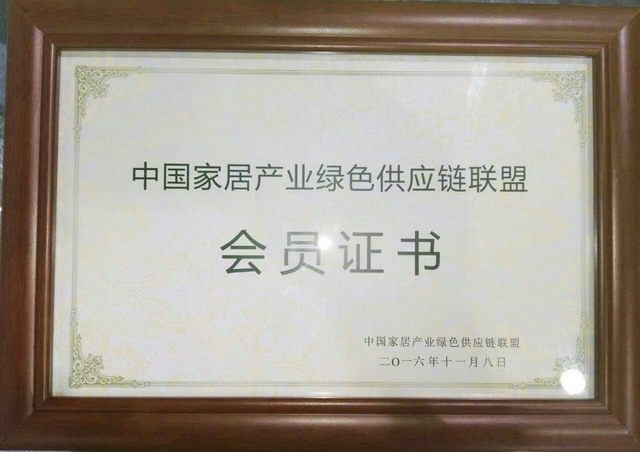 中国家居产业绿色供应链联盟
会员证书
中国家居产业绿色供应链联盟
二〇一六年十一月八日